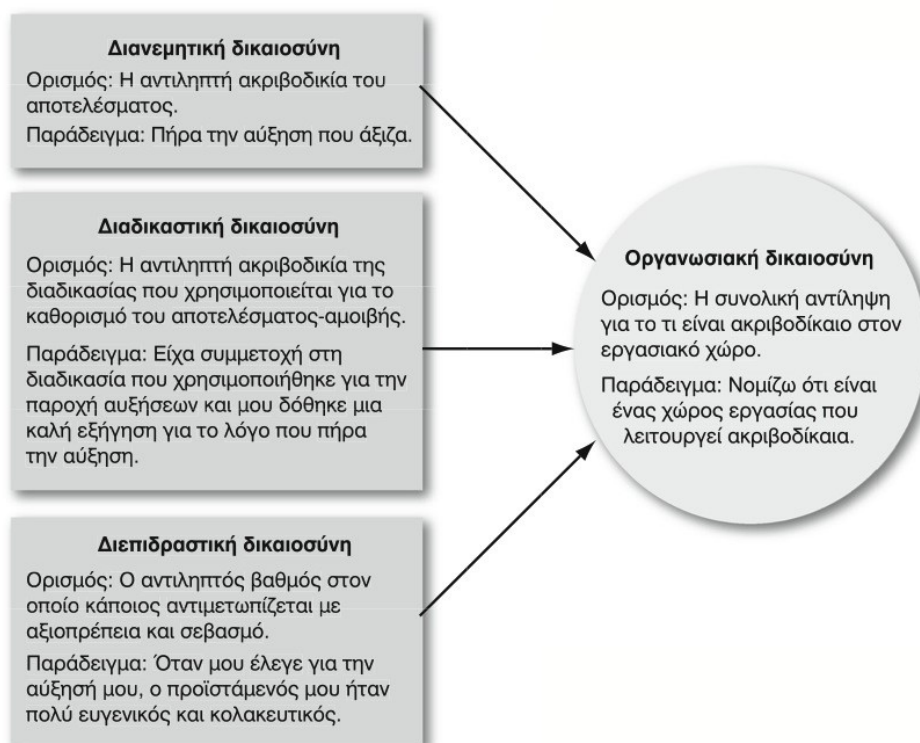 Διανεμητική δικαιοσύνη
Ορισμός: Η αντιληπτή ακριβοδικία του
αποτελέσματος.
Παράδειγμα: Πήρα την αύξηση που άξιζα.
Διαδικαστική δικαιοσύνη
Ορισμός: Η αντιληπτή ακριβοδικία της
διαδικασίας που χρησιμοποιείται για το
καθορισμό του αποτελέσματος-αμοιβής.
Παράδειγμα: Είχα συμμετοχή στη
διαδικασία που χρησιμοποιήθηκε για την
παροχή αυξήσεων και μου δόθηκε μια
καλή εξήγηση για το λόγο που πήρα
την αύξηση.
Διεπιδραστική δικαιοσύνη
Ορισμός: Ο αντιληπτός βαθμός στον
οποίο κάποιος αντιμετωπίζεται με
αξιοπρέπεια και σεβασμό.
Παράδειγμα: Όταν μου έλεγε για την
αύξησή μου, ο προϊστάμενός μου ήταν
πολύ ευγενικός και κολακευτικός.
Οργανωσιακή δικαιοσύνη
Ορισμός: Η συνολική αντίληψη
για το τι είναι ακριβοδίκαιο στον
εργασιακό χώρο.
Παράδειγμα: Νομίζω ότι είναι
ένας χώρος εργασίας που
λειτουργεί ακριβοδίκαια.